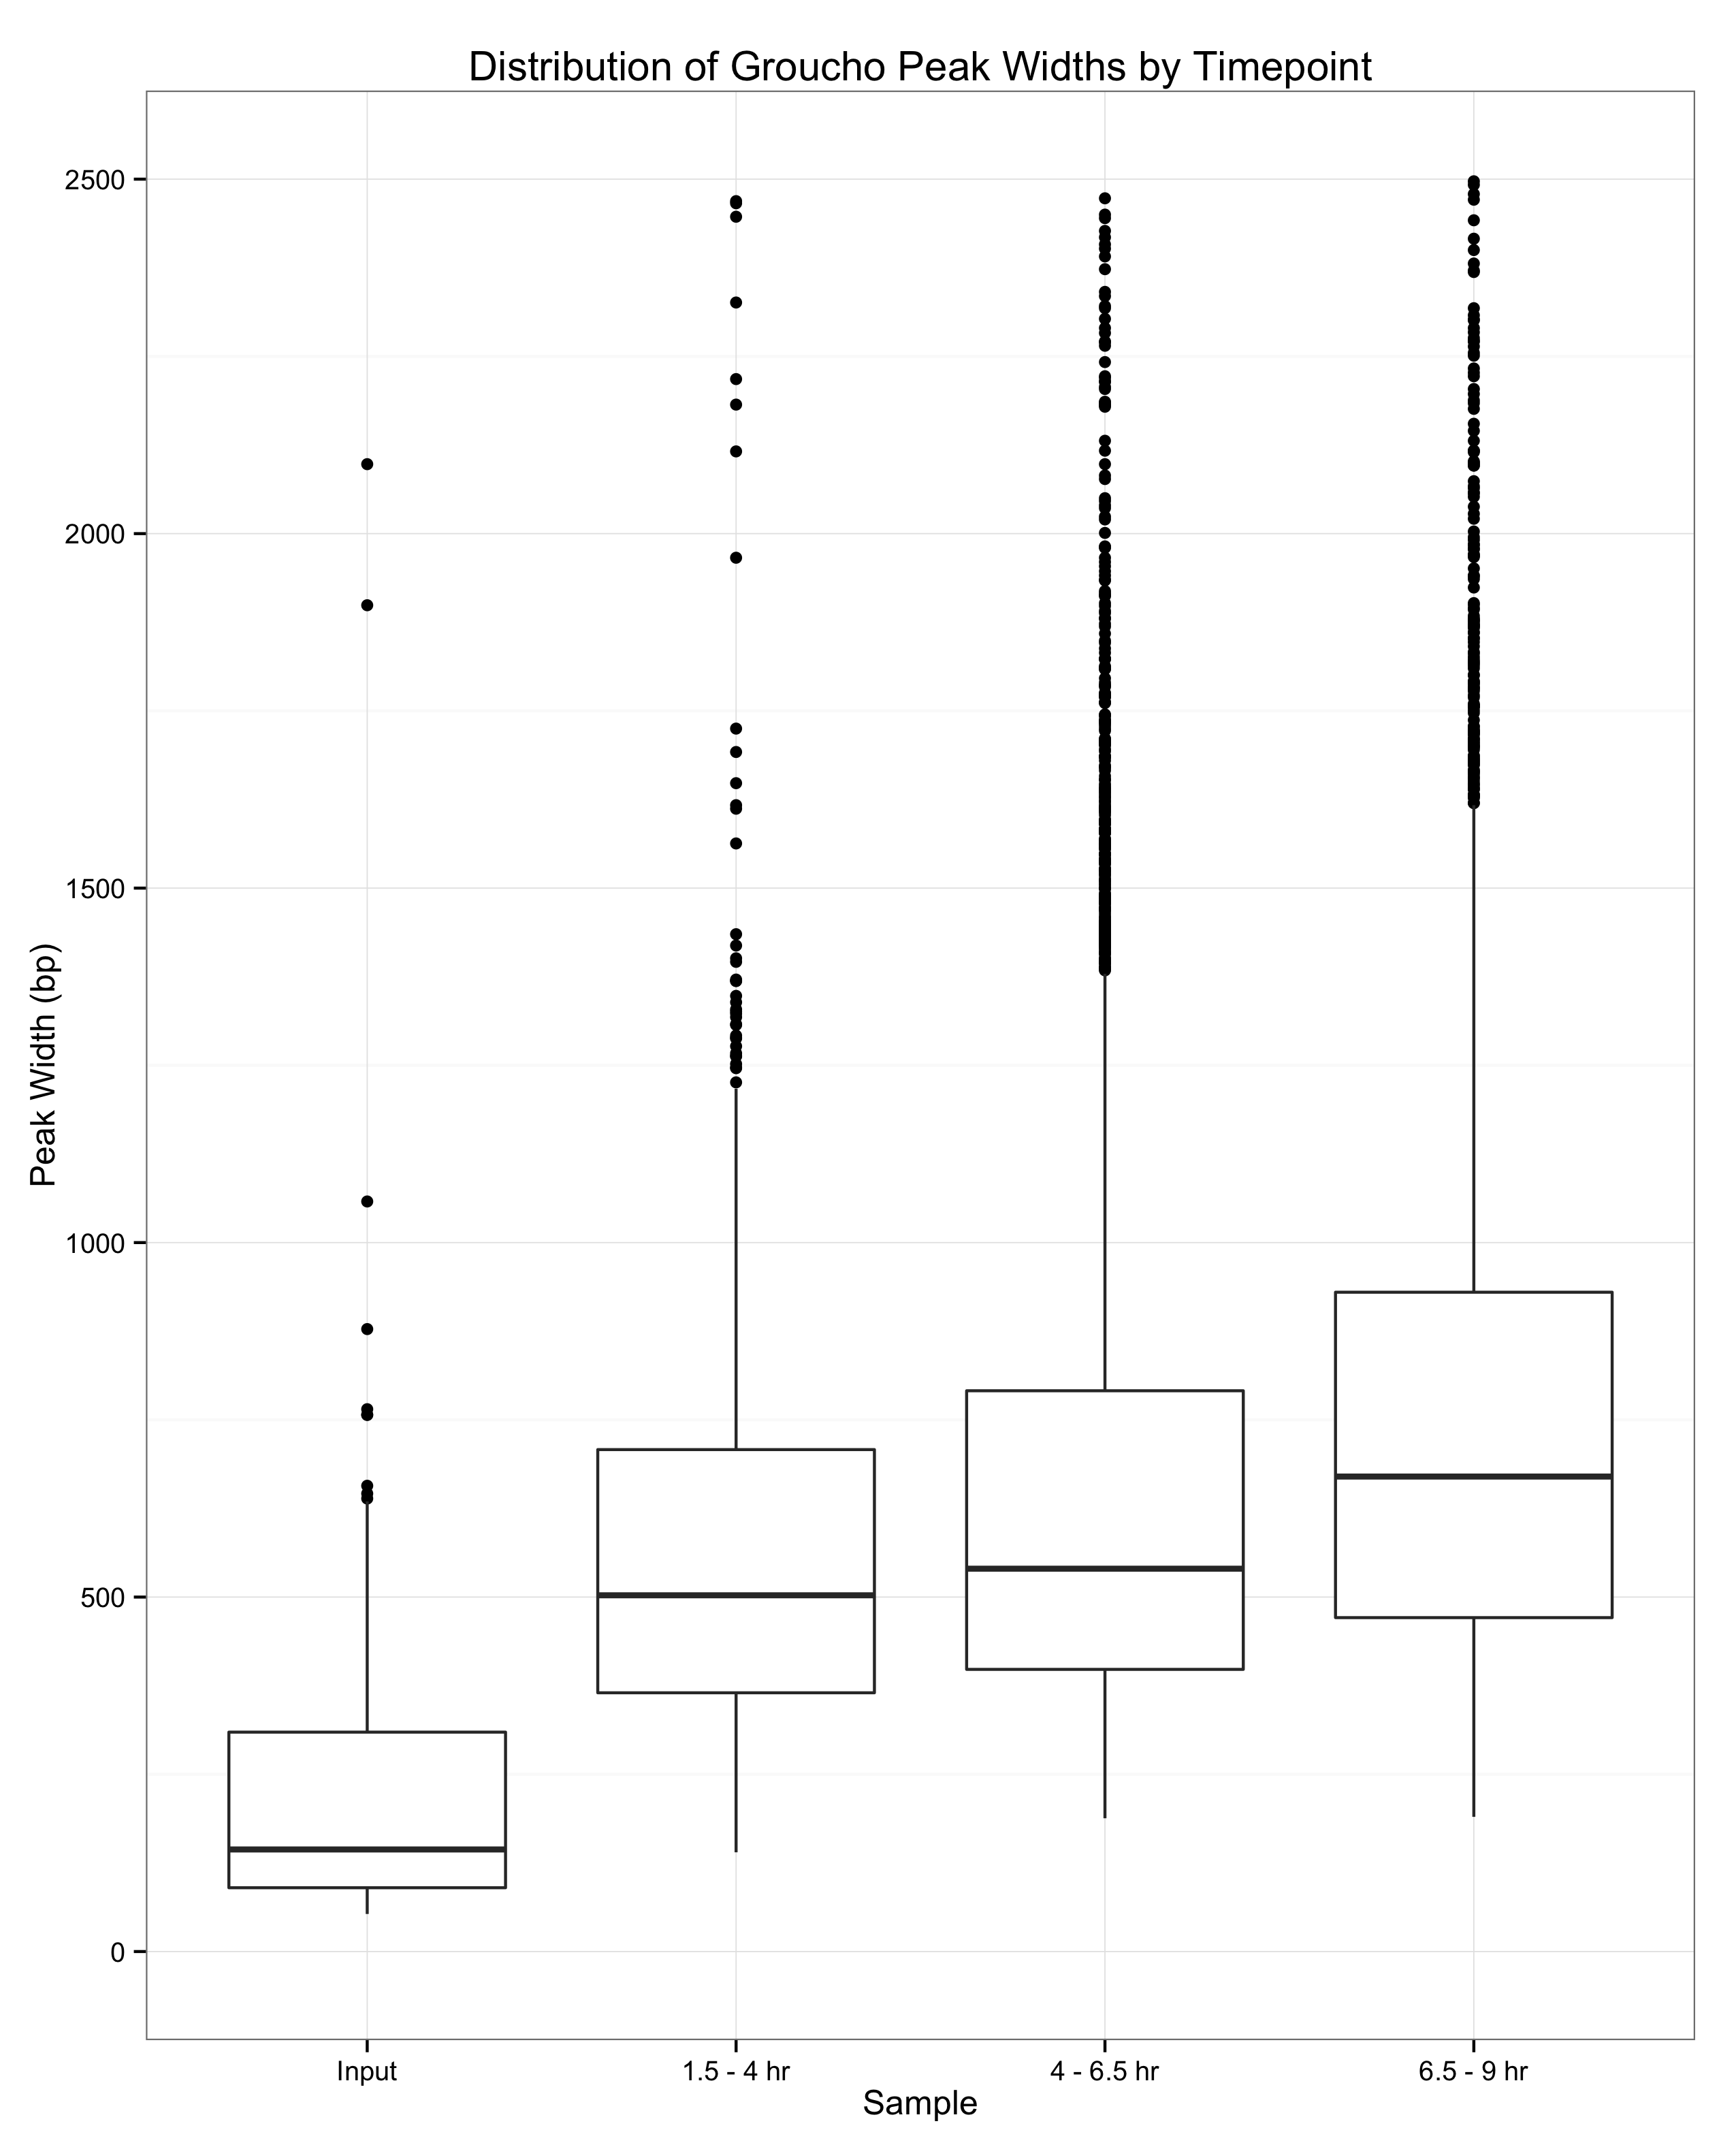 Distribution of Groucho Peak Widths by Timepoint
Peak Width (bp)
2500
2000
1500
1000
500
0
Input 1.5 - 4 hr 4 - 6.5 hr 6.5 - 9 hr
Sample